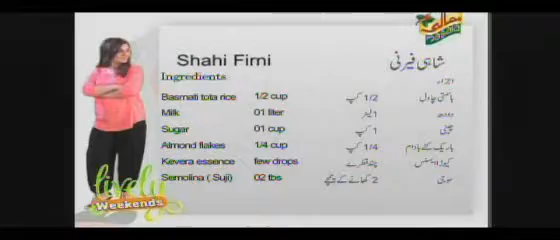 Shahi Firni شاہی فیرنی
Ingredients اجزاء
Basmati tota rice 1/2 cup 1/2 کپ باسمتی چاول
Milk 01 liter 1 لیٹر دودھ
Sugar 01 cup 1 کپ چینی
Almond flakes 1/4 cup 1/4 کپ باریک کٹے بادام
Kevera essence few drops چند قطرے کیوڑہ ایسنس
Semolina ( Suji) 02 tbs 2 کھانے کے چمچے سوجی
lively
Weekends